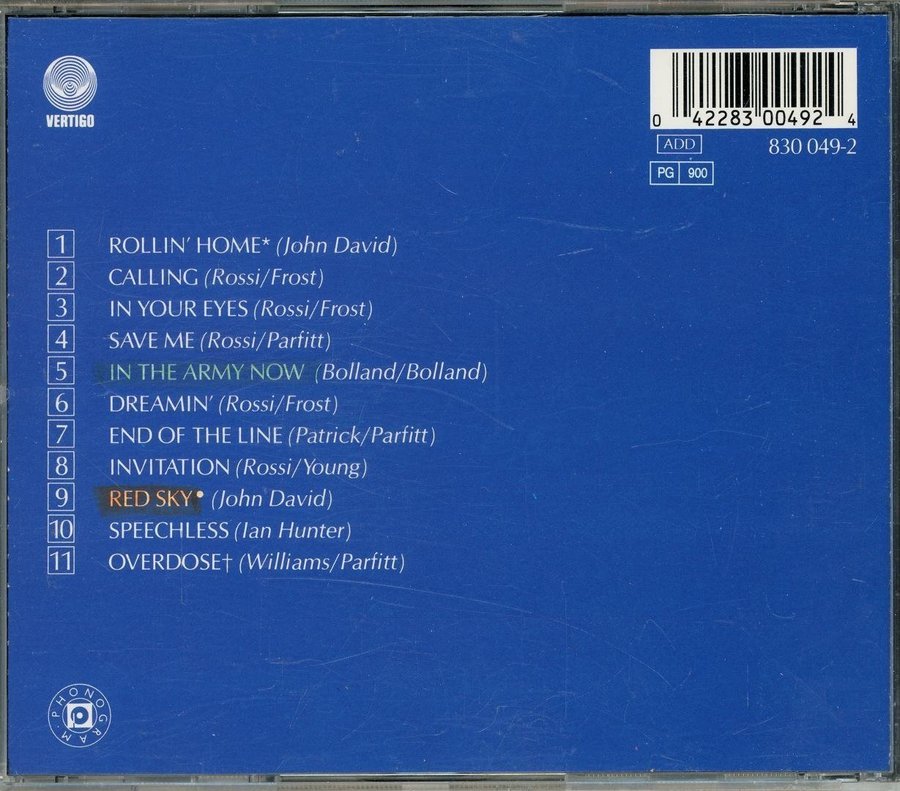 VERTIGO
0 42283 00492 4
ADD
830 049-2
PG 900
1 ROLLIN' HOME* (John David)
2 CALLING (Rossi/Frost)
3 IN YOUR EYES (Rossi/Frost)
4 SAVE ME (Rossi/Parfitt)
5 IN THE ARMY NOW (Bolland/Bolland)
6 DREAMIN' (Rossi/Frost)
7 END OF THE LINE (Patrick/Parfitt)
8 INVITATION (Rossi/Young)
9 RED SKY• (John David)
10 SPEECHLESS (Ian Hunter)
11 OVERDOSE† (Williams/Parfitt)
PHONOGRAM